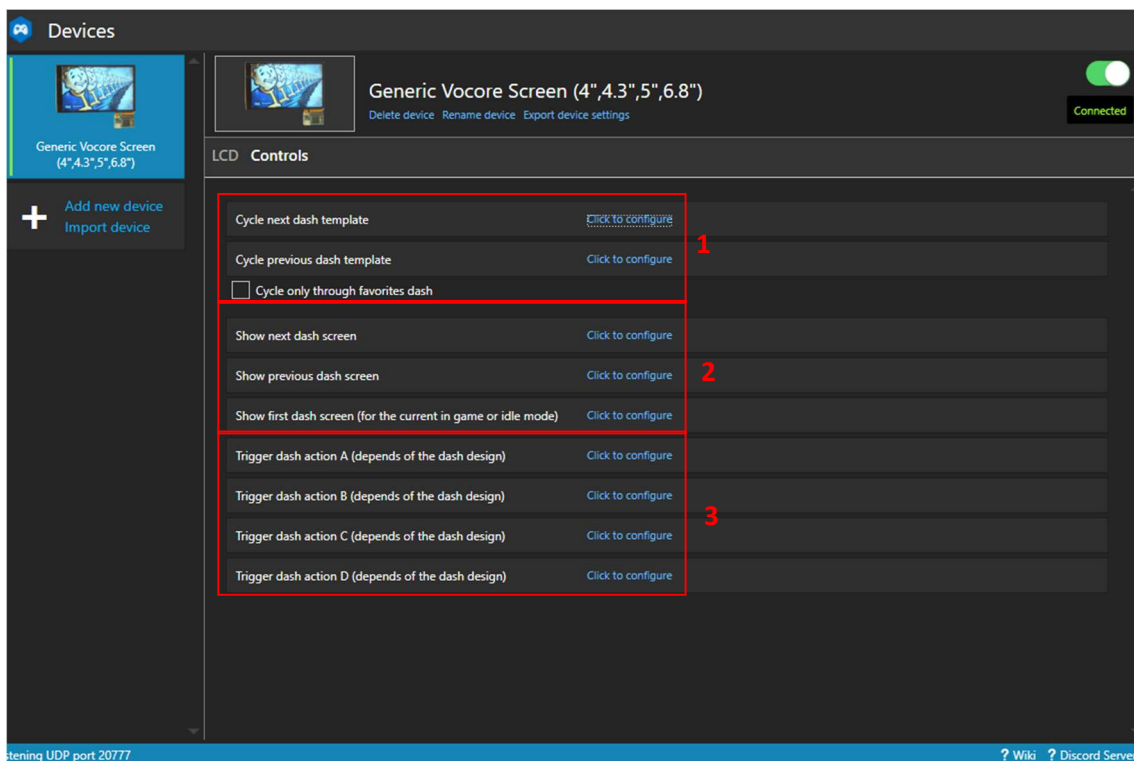 Devices
Generic Vocore Screen
(4",4.3",5",6.8")
Add new device
Import device
Generic Vocore Screen (4",4.3",5",6.8")
Delete device Rename device Export device settings
Connected
LCD Controls
Cycle next dash template Click to configure
1
Cycle previous dash template Click to configure
Cycle only through favorites dash
Show next dash screen Click to configure
Show previous dash screen Click to configure
2
Show first dash screen (for the current in game or idle mode) Click to configure
Trigger dash action A (depends of the dash design) Click to configure
Trigger dash action B (depends of the dash design) Click to configure
3
Trigger dash action C (depends of the dash design) Click to configure
Trigger dash action D (depends of the dash design) Click to configure
stening UDP port 20777
? Wiki ? Discord Server